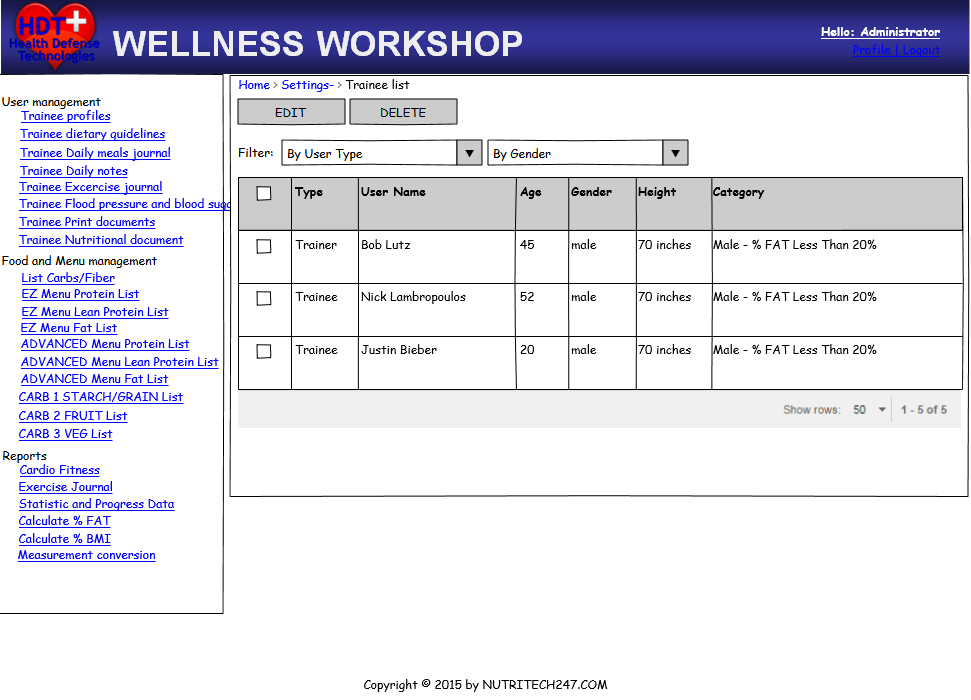 HDT+
Health Defense
Technologies
WELLNESS WORKSHOP
Hello: Administrator
Profile | Logout
User management
Trainee profiles
Trainee dietary guidelines
Trainee Daily meals journal
Trainee Daily notes
Trainee Excercise journal
Trainee Flood pressure and blood
Trainee Print documents
Trainee Nutritional document
Food and Menu management
List Carbs/Fiber
EZ Menu Protein List
EZ Menu Lean Protein List
EZ Menu Fat List
ADVANCED Menu Protein List
ADVANCED Menu Lean Protein List
ADVANCED Menu Fat List
CARB 1 STARCH/GRAIN List
CARB 2 FRUIT List
CARB 3 VEG List
Reports
Cardio Fitness
Exercise Journal
Statistic and Progress Data
Calculate % FAT
Calculate % BMI
Measurement conversion
Home > Settings- > Trainee list
EDIT DELETE
Filter: By User Type By Gender
Type User Name Age Gender Height Category
Trainer Bob Lutz 45 male 70 inches Male - % FAT Less Than 20%
Trainee Nick Lambropoulos 52 male 70 inches Male - % FAT Less Than 20%
Trainee Justin Bieber 20 male 70 inches Male - % FAT Less Than 20%
Show rows: 50 1 - 5 of 5
Copyright © 2015 by NUTRITECH247.COM